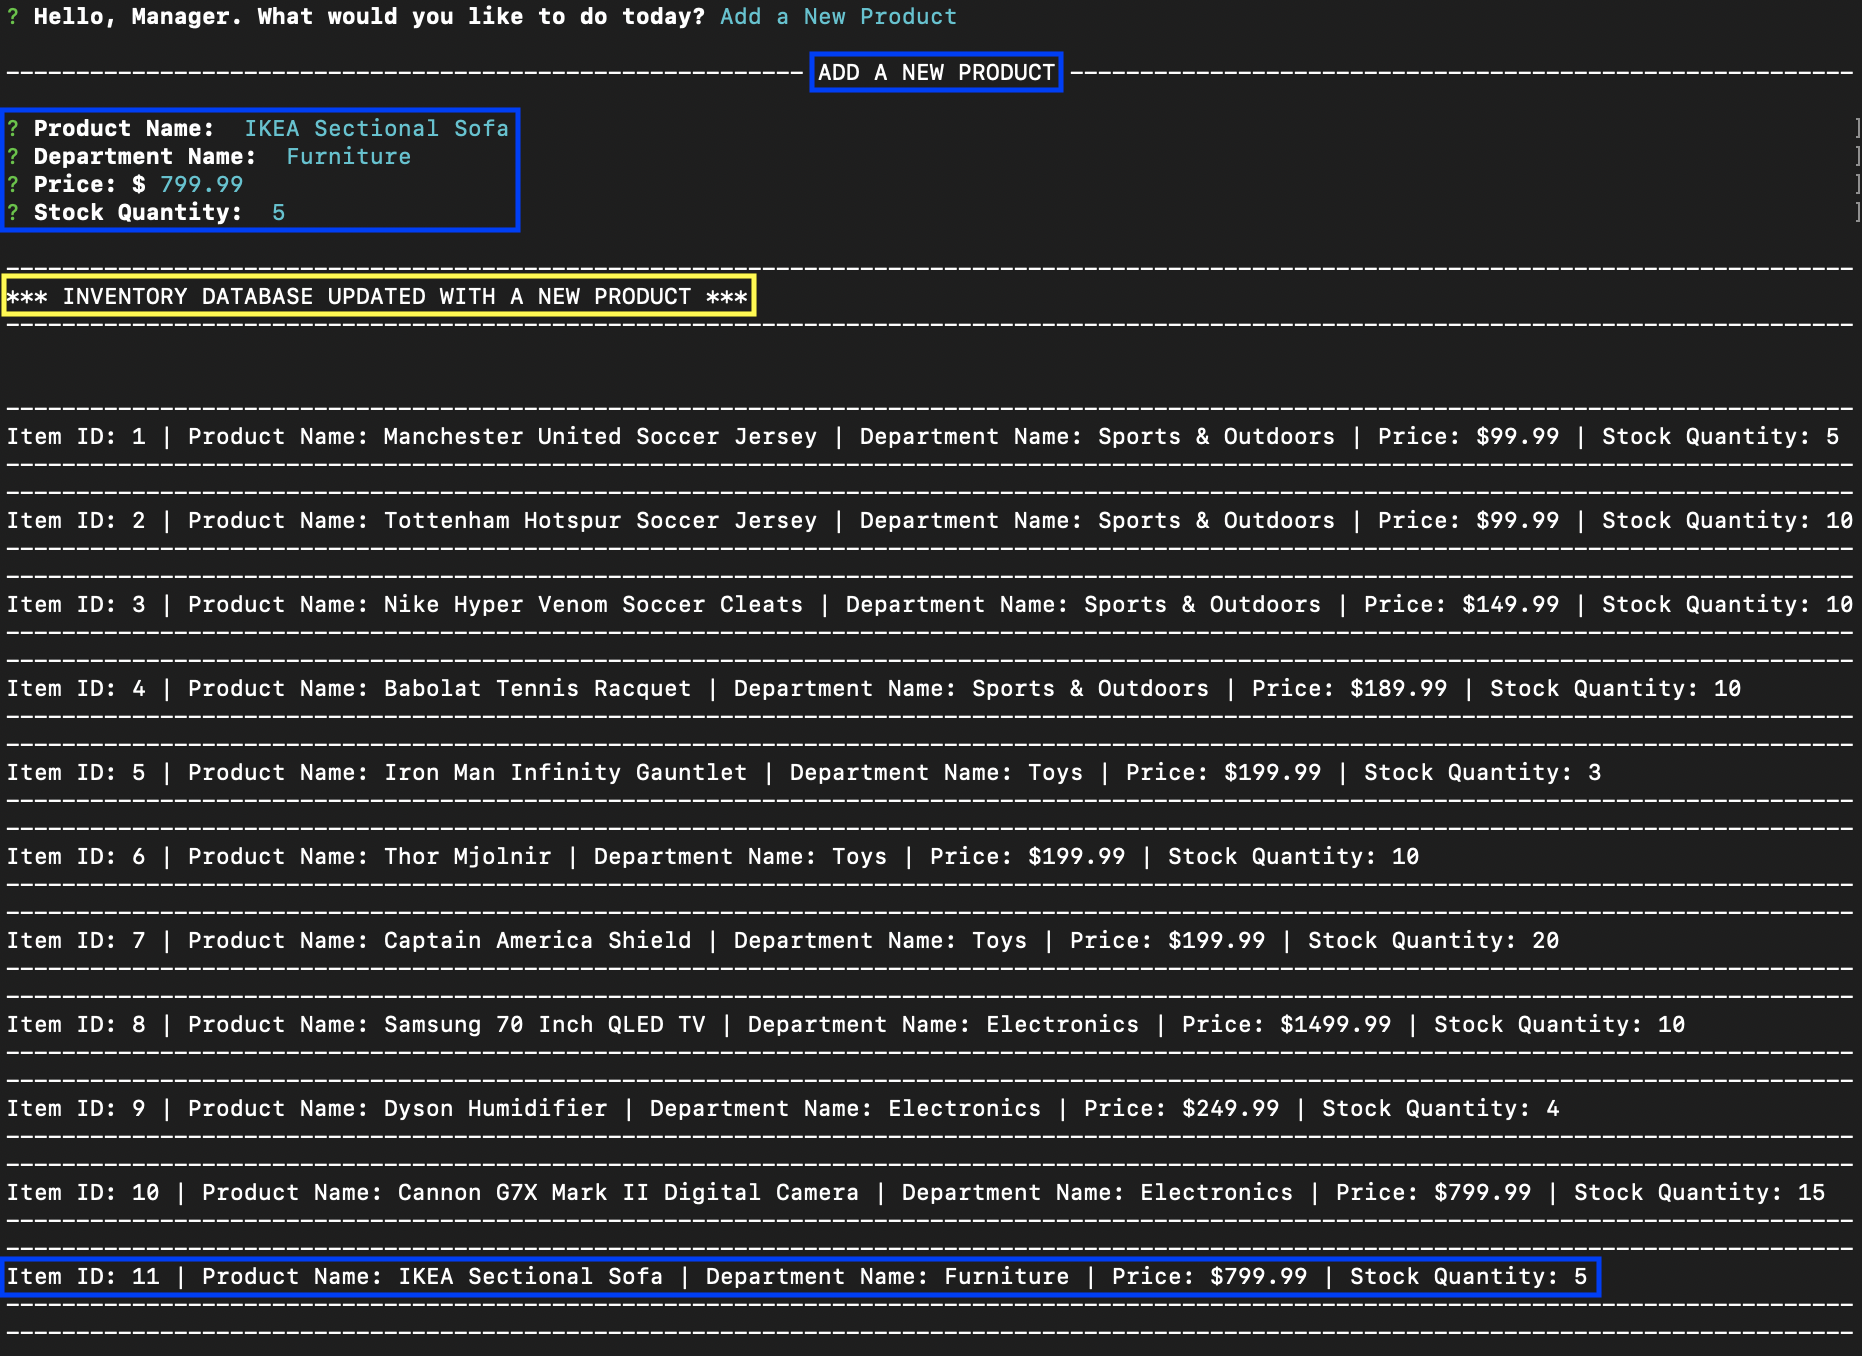 ? Hello, Manager. What would you like to do today? Add a New Product
ADD A NEW PRODUCT
? Product Name:  IKEA Sectional Sofa
? Department Name:  Furniture
? Price: $ 799.99
? Stock Quantity:  5
*** INVENTORY DATABASE UPDATED WITH A NEW PRODUCT ***
Item ID: 1 | Product Name: Manchester United Soccer Jersey | Department Name: Sports & Outdoors | Price: $99.99 | Stock Quantity: 5
Item ID: 2 | Product Name: Tottenham Hotspur Soccer Jersey | Department Name: Sports & Outdoors | Price: $99.99 | Stock Quantity: 10
Item ID: 3 | Product Name: Nike Hyper Venom Soccer Cleats | Department Name: Sports & Outdoors | Price: $149.99 | Stock Quantity: 10
Item ID: 4 | Product Name: Babolat Tennis Racquet | Department Name: Sports & Outdoors | Price: $189.99 | Stock Quantity: 10
Item ID: 5 | Product Name: Iron Man Infinity Gauntlet | Department Name: Toys | Price: $199.99 | Stock Quantity: 3
Item ID: 6 | Product Name: Thor Mjolnir | Department Name: Toys | Price: $199.99 | Stock Quantity: 10
Item ID: 7 | Product Name: Captain America Shield | Department Name: Toys | Price: $199.99 | Stock Quantity: 20
Item ID: 8 | Product Name: Samsung 70 Inch QLED TV | Department Name: Electronics | Price: $1499.99 | Stock Quantity: 10
Item ID: 9 | Product Name: Dyson Humidifier | Department Name: Electronics | Price: $249.99 | Stock Quantity: 4
Item ID: 10 | Product Name: Cannon G7X Mark II Digital Camera | Department Name: Electronics | Price: $799.99 | Stock Quantity: 15
Item ID: 11 | Product Name: IKEA Sectional Sofa | Department Name: Furniture | Price: $799.99 | Stock Quantity: 5